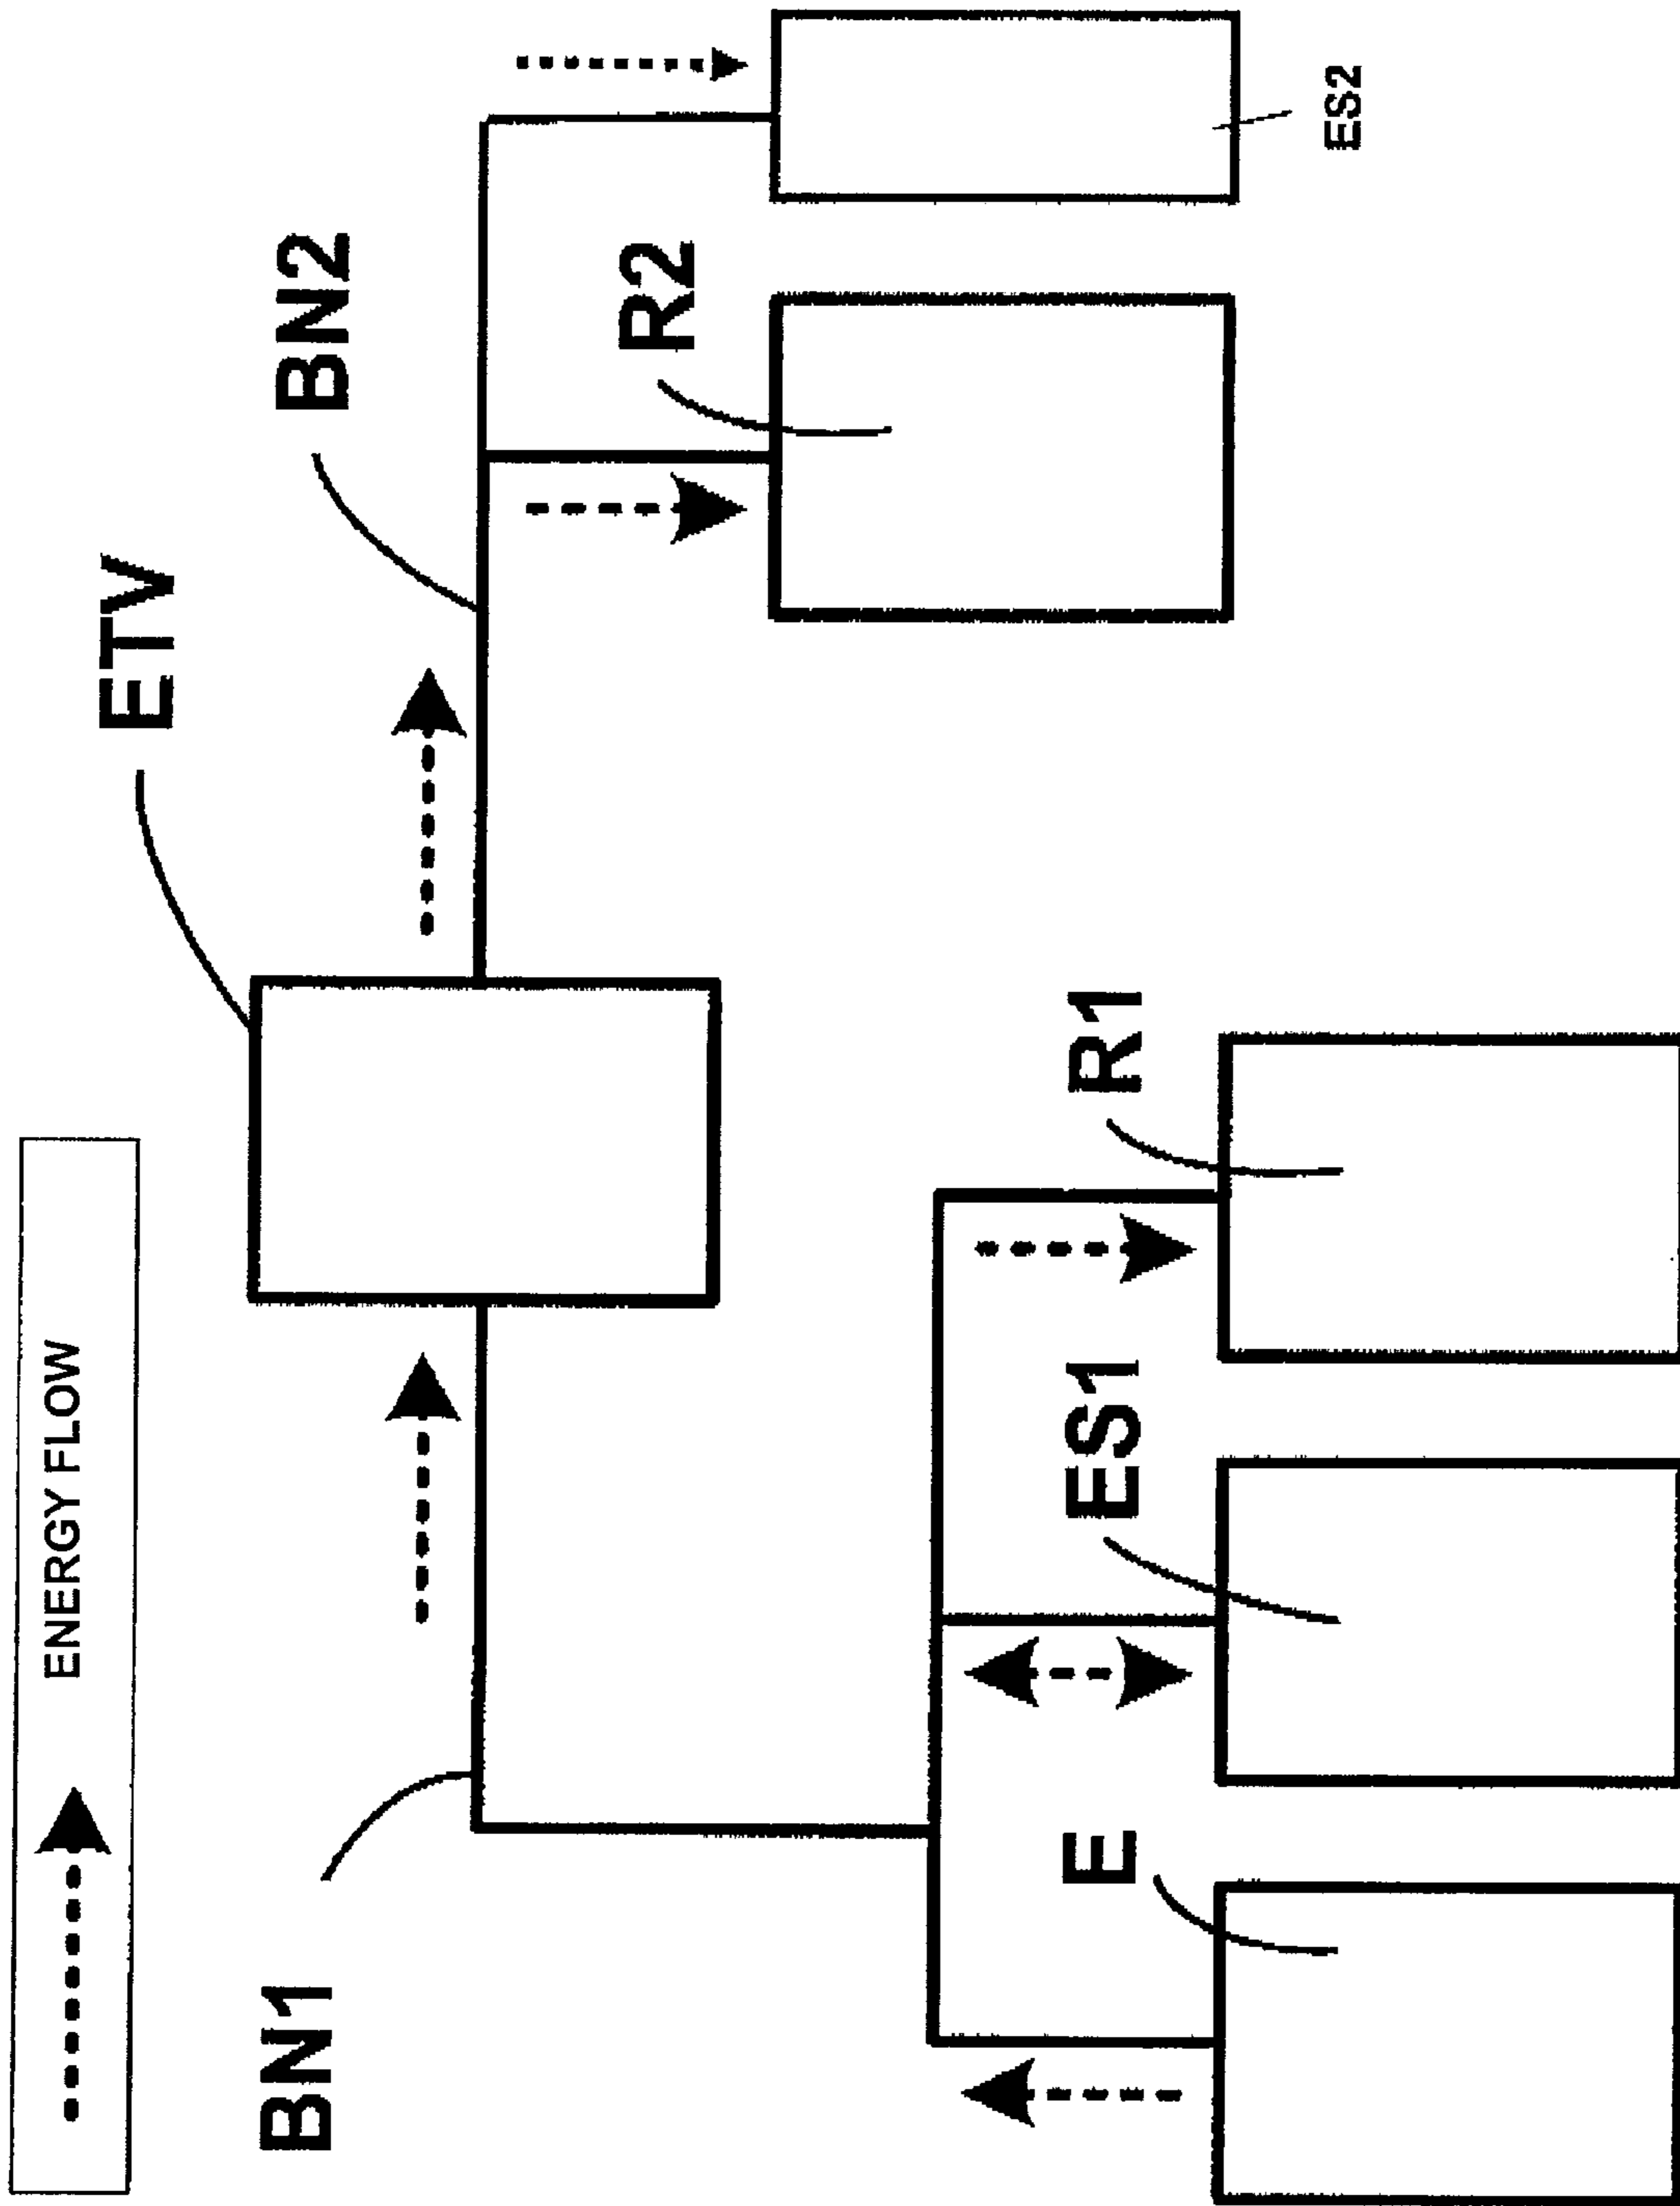 ENERGY FLOW
ETV
BN1
BN2
R2
ES2
E
ES1
R1